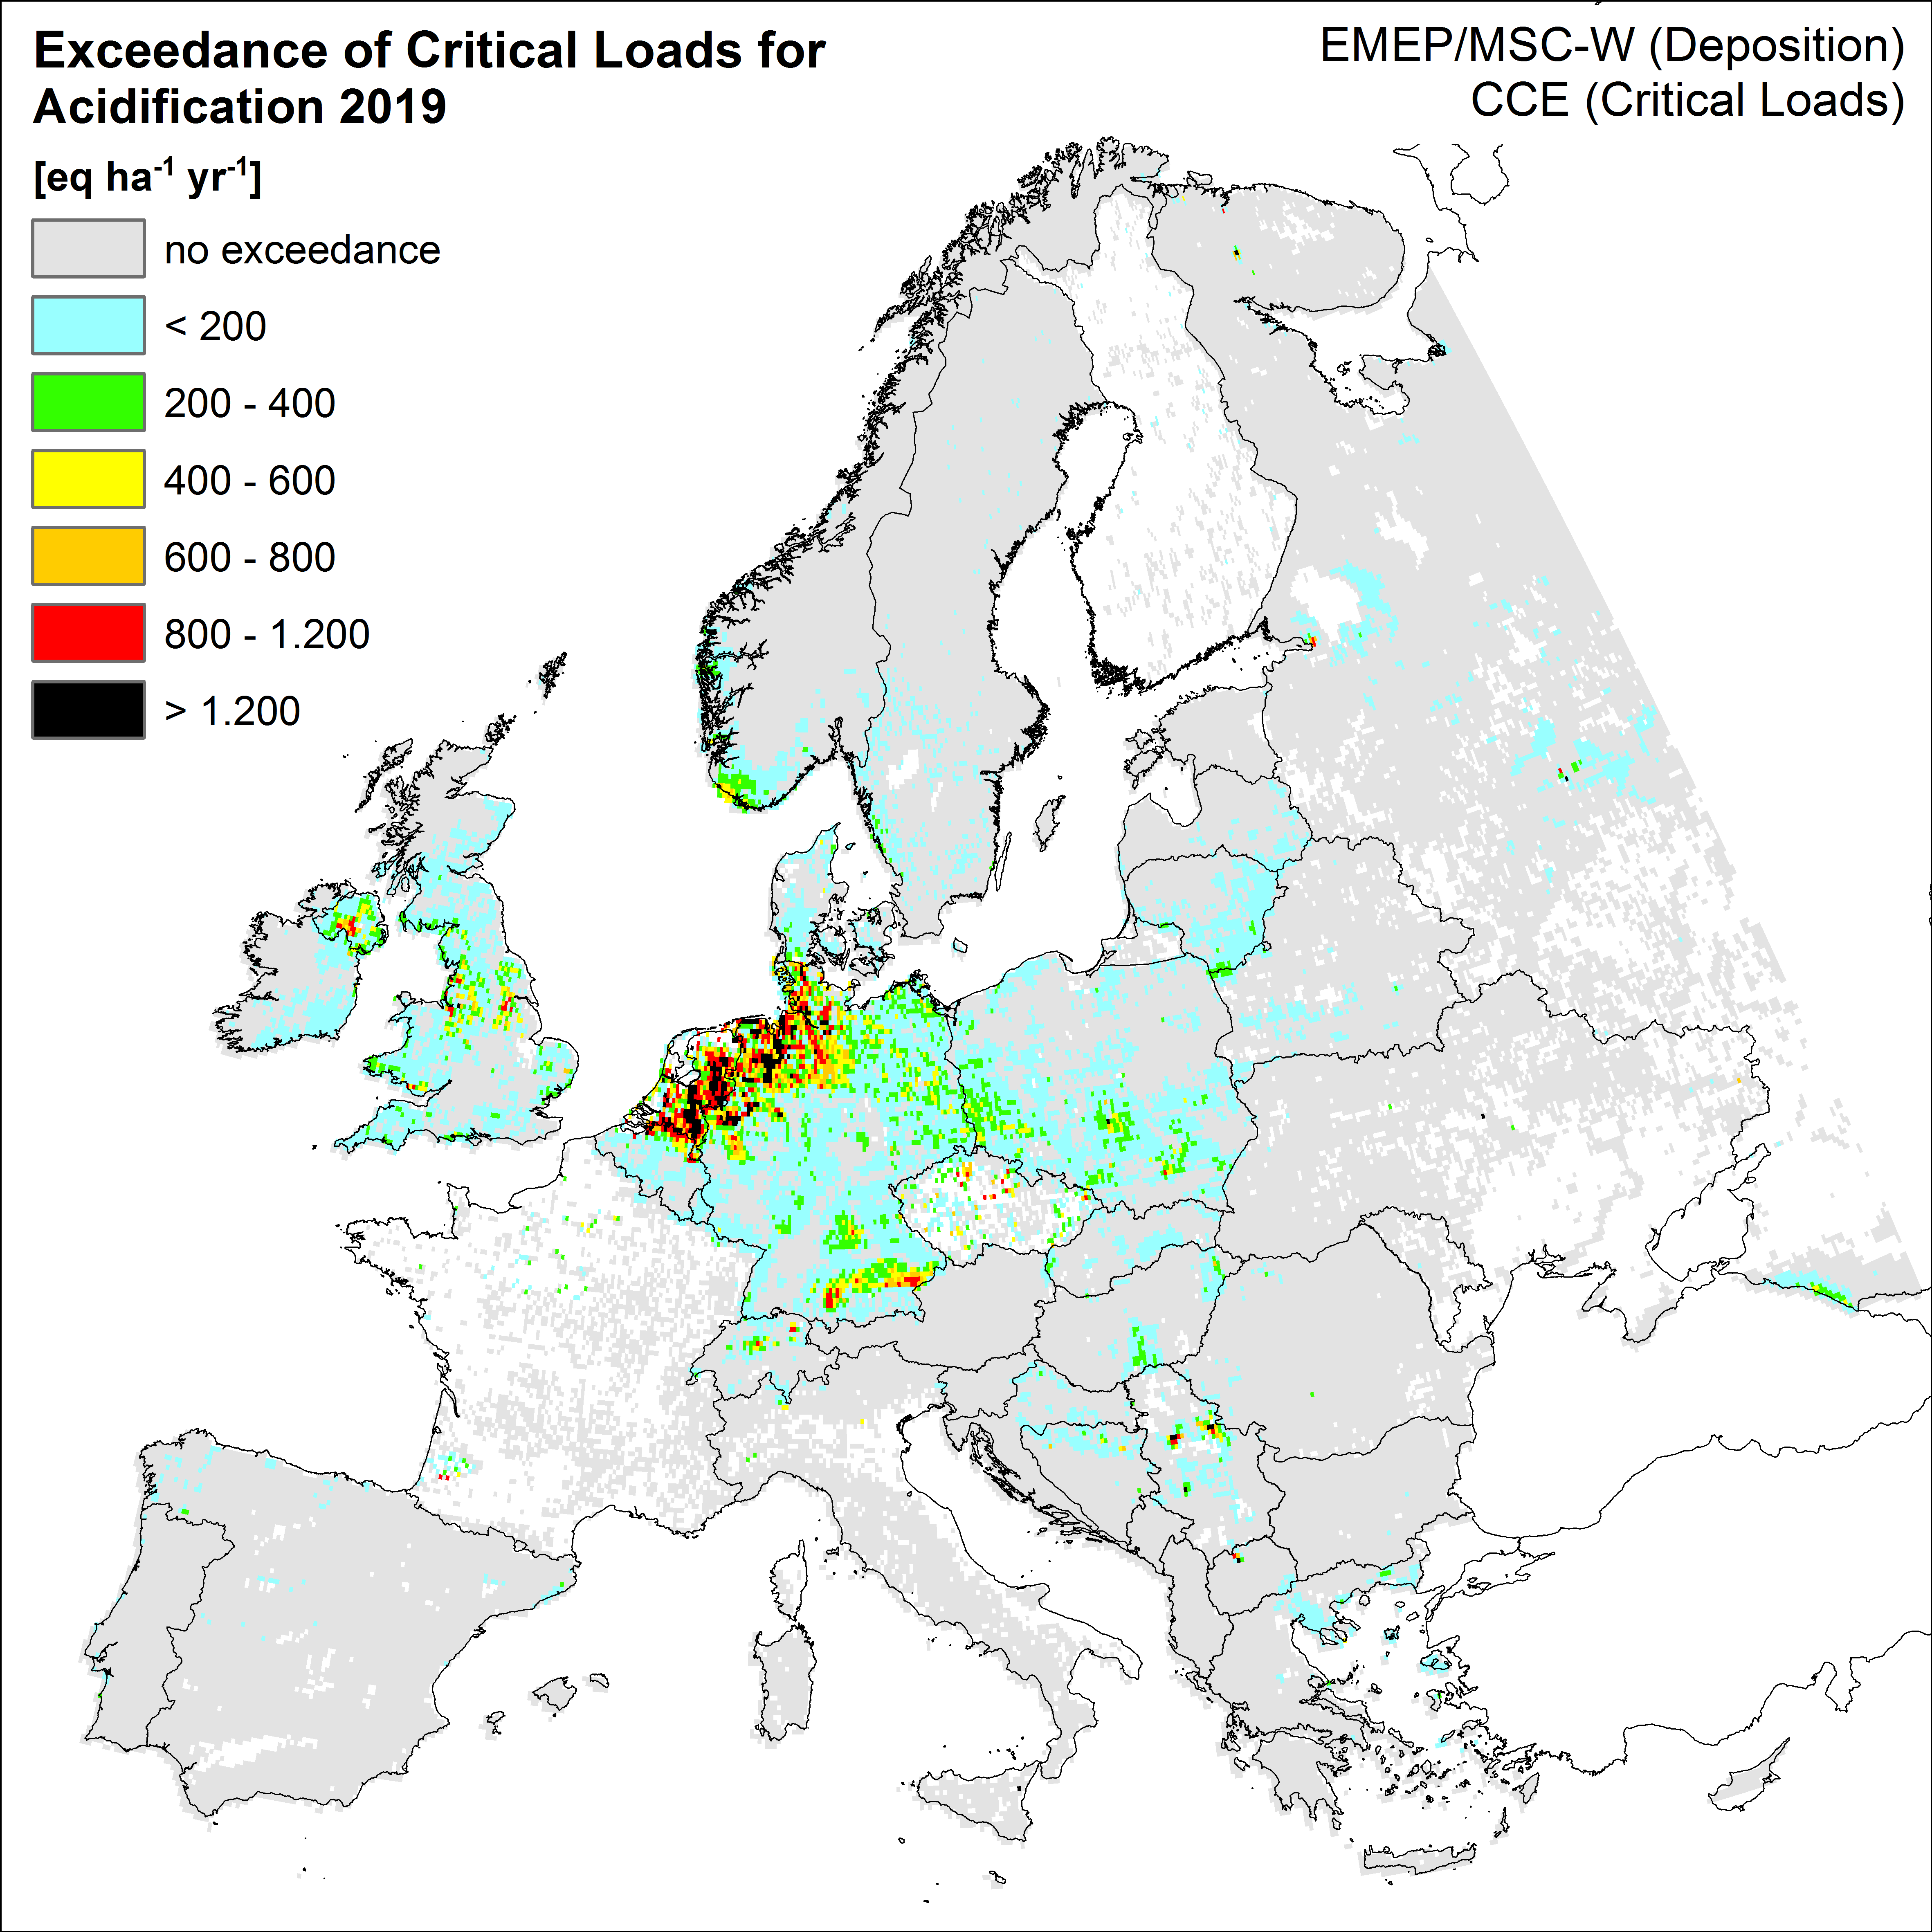 Exceedance of Critical Loads for
Acidification 2019
[eq ha⁻¹ yr⁻¹]
no exceedance
< 200
200 - 400
400 - 600
600 - 800
800 - 1.200
> 1.200
EMEP/MSC-W (Deposition)
CCE (Critical Loads)